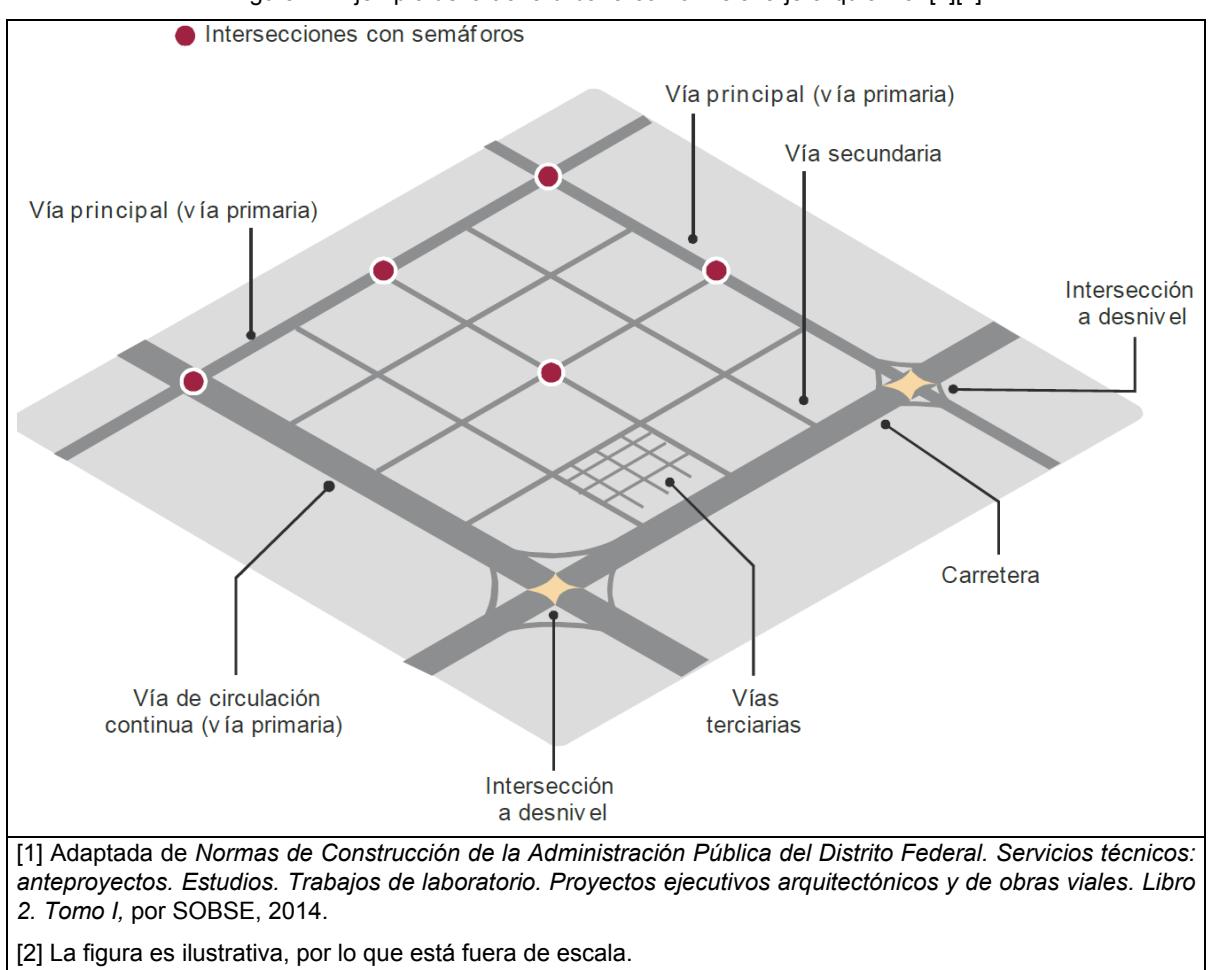 Intersecciones con semáforos
Vía principal (vía primaria)
Vía secundaria
Vía principal (vía primaria)
Intersección
a desnivel
Carretera
Vía de circulación
continua (vía primaria)
Vías
terciarias
Intersección
a desnivel
[1] Adaptada de Normas de Construcción de la Administración Pública del Distrito Federal. Servicios técnicos:
anteproyectos. Estudios. Trabajos de laboratorio. Proyectos ejecutivos arquitectónicos y de obras viales. Libro
2. Tomo I, por SOBSE, 2014.
[2] La figura es ilustrativa, por lo que está fuera de escala.